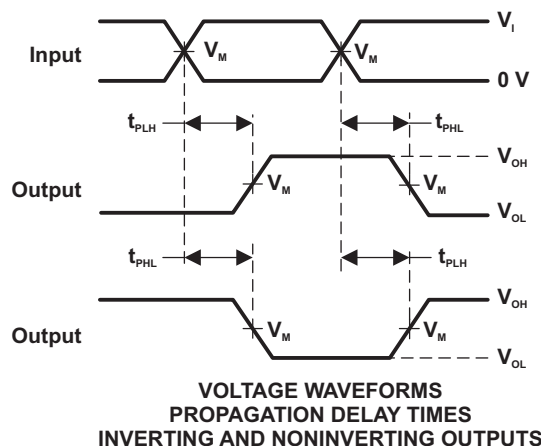 V_I
Input
V_M V_M
0 V
t_PLH t_PHL
V_OH
Output
V_M V_M
V_OL
t_PHL t_PLH
V_OH
Output
V_M V_M
V_OL
VOLTAGE WAVEFORMS
PROPAGATION DELAY TIMES
INVERTING AND NONINVERTING OUTPUTS